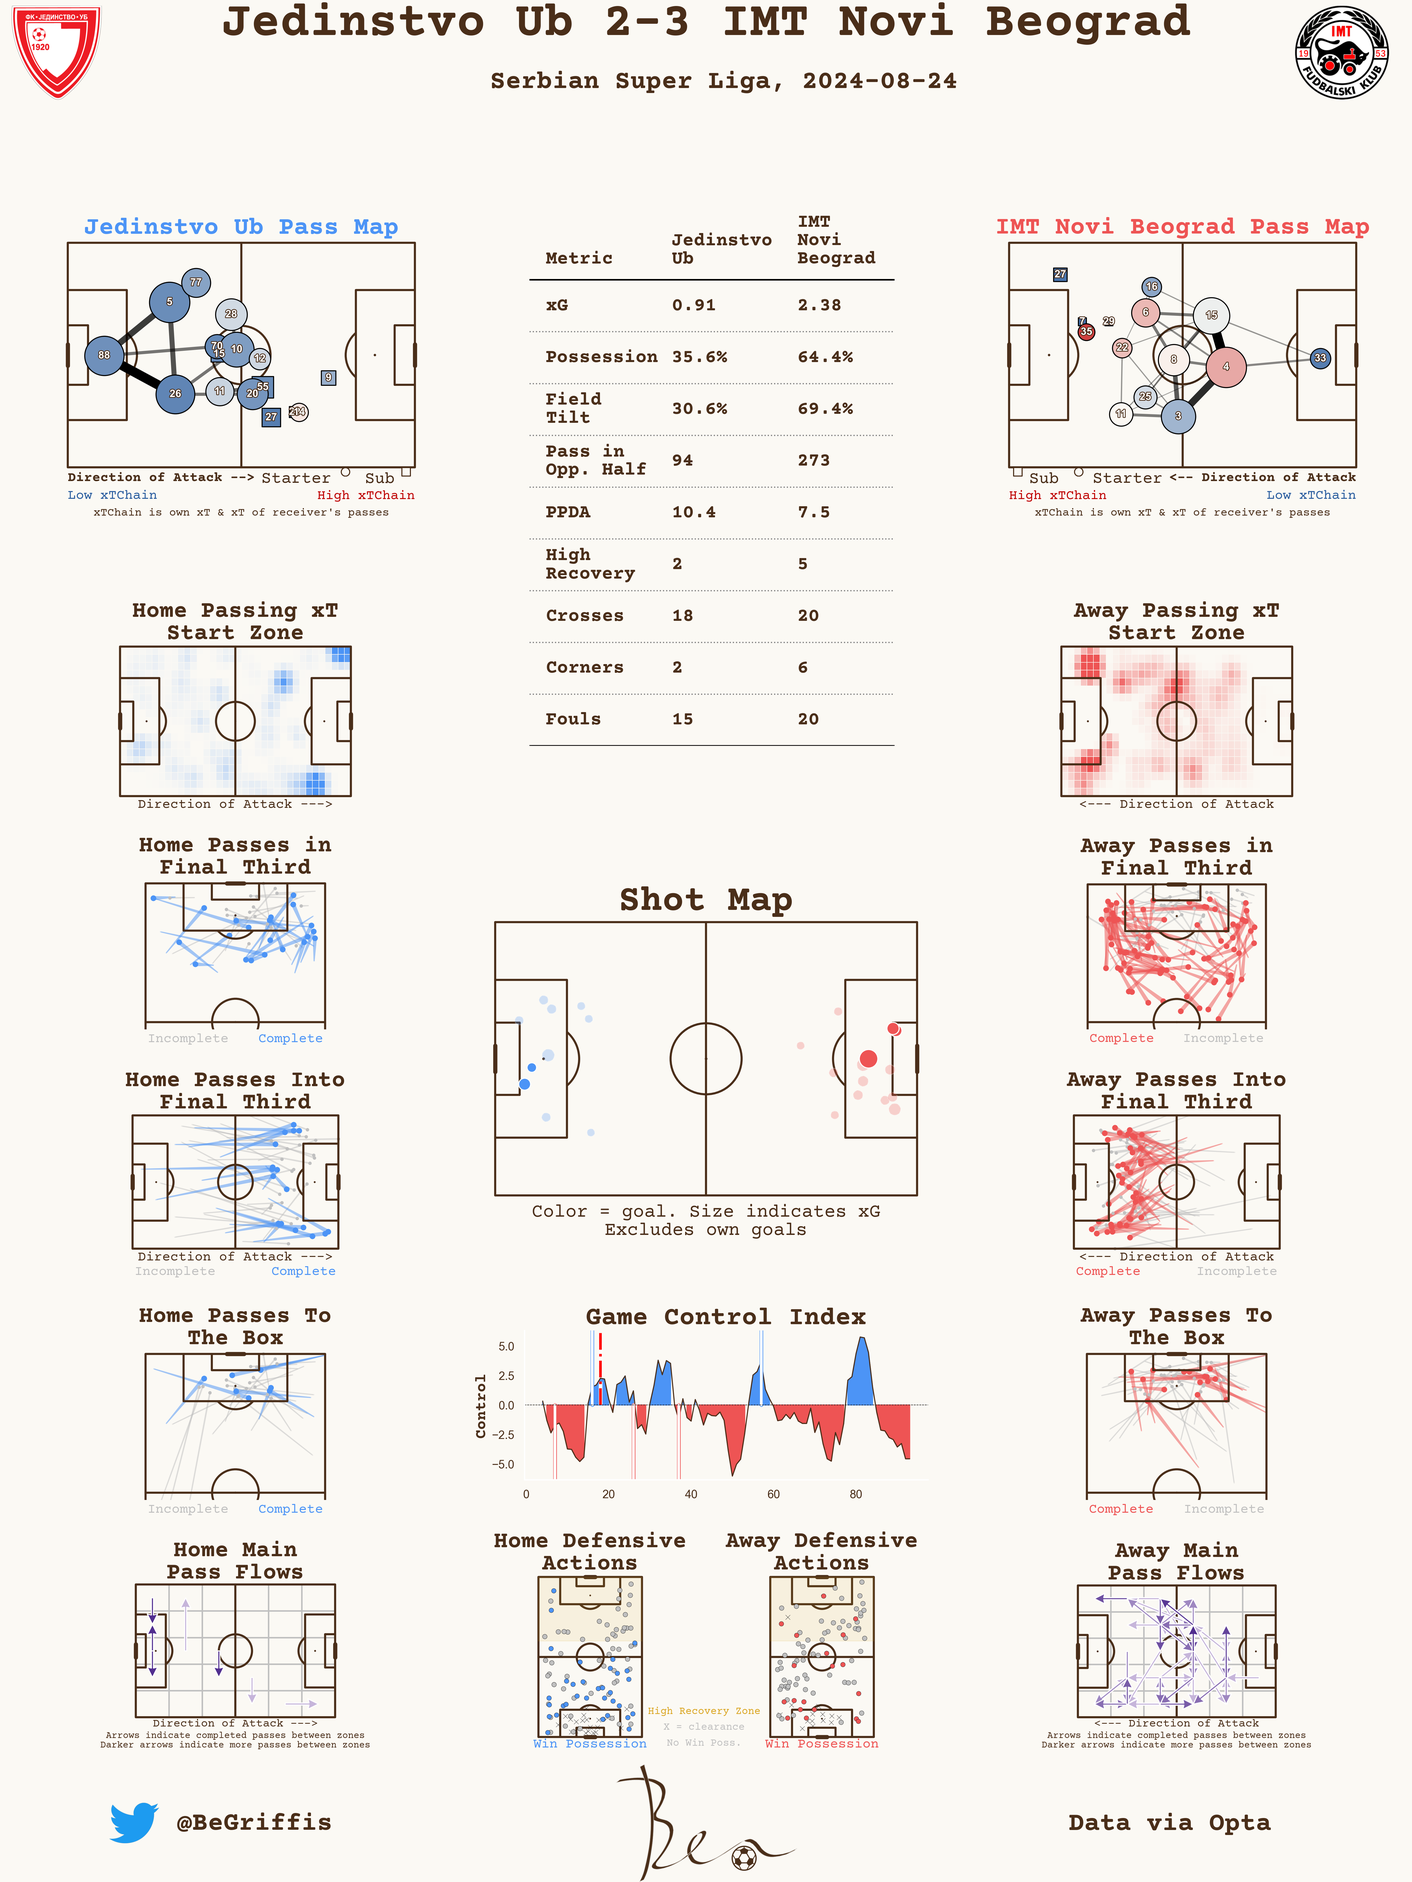 Jedinstvo Ub 2-3 IMT Novi Beograd
Serbian Super Liga, 2024-08-24
ФК·ЈЕДИНСТВО·УБ
1920
IMT
19 53
FUDBALSKI KLUB
Jedinstvo Ub Pass Map
77
5
28
88
70
15
10
12
26
11
20
55
27
14
9
Direction of Attack --> Starter Sub
Low xTChain High xTChain
xTChain is own xT & xT of receiver's passes
Metric Jedinstvo Ub IMT Novi Beograd
xG 0.91 2.38
Possession 35.6% 64.4%
Field Tilt 30.6% 69.4%
Pass in Opp. Half 94 273
PPDA 10.4 7.5
High Recovery 2 5
Crosses 18 20
Corners 2 6
Fouls 15 20
IMT Novi Beograd Pass Map
27
16
6
15
7
35
29
22
8
4
33
25
11
3
Sub Starter <-- Direction of Attack
High xTChain Low xTChain
xTChain is own xT & xT of receiver's passes
Home Passing xT
Start Zone
Direction of Attack --->
Away Passing xT
Start Zone
<--- Direction of Attack
Home Passes in
Final Third
Incomplete Complete
Away Passes in
Final Third
Complete Incomplete
Shot Map
Color = goal. Size indicates xG
Excludes own goals
Home Passes Into
Final Third
Direction of Attack --->
Incomplete Complete
Away Passes Into
Final Third
<--- Direction of Attack
Complete Incomplete
Home Passes To
The Box
Incomplete Complete
Game Control Index
Control
5.0
2.5
0.0
−2.5
−5.0
0 20 40 60 80
Away Passes To
The Box
Complete Incomplete
Home Main
Pass Flows
Direction of Attack --->
Arrows indicate completed passes between zones
Darker arrows indicate more passes between zones
Home Defensive
Actions
Win Possession
Away Defensive
Actions
Win Possession
High Recovery Zone
X = clearance
No Win Poss.
Away Main
Pass Flows
<--- Direction of Attack
Arrows indicate completed passes between zones
Darker arrows indicate more passes between zones
@BeGriffis
Ben
Data via Opta